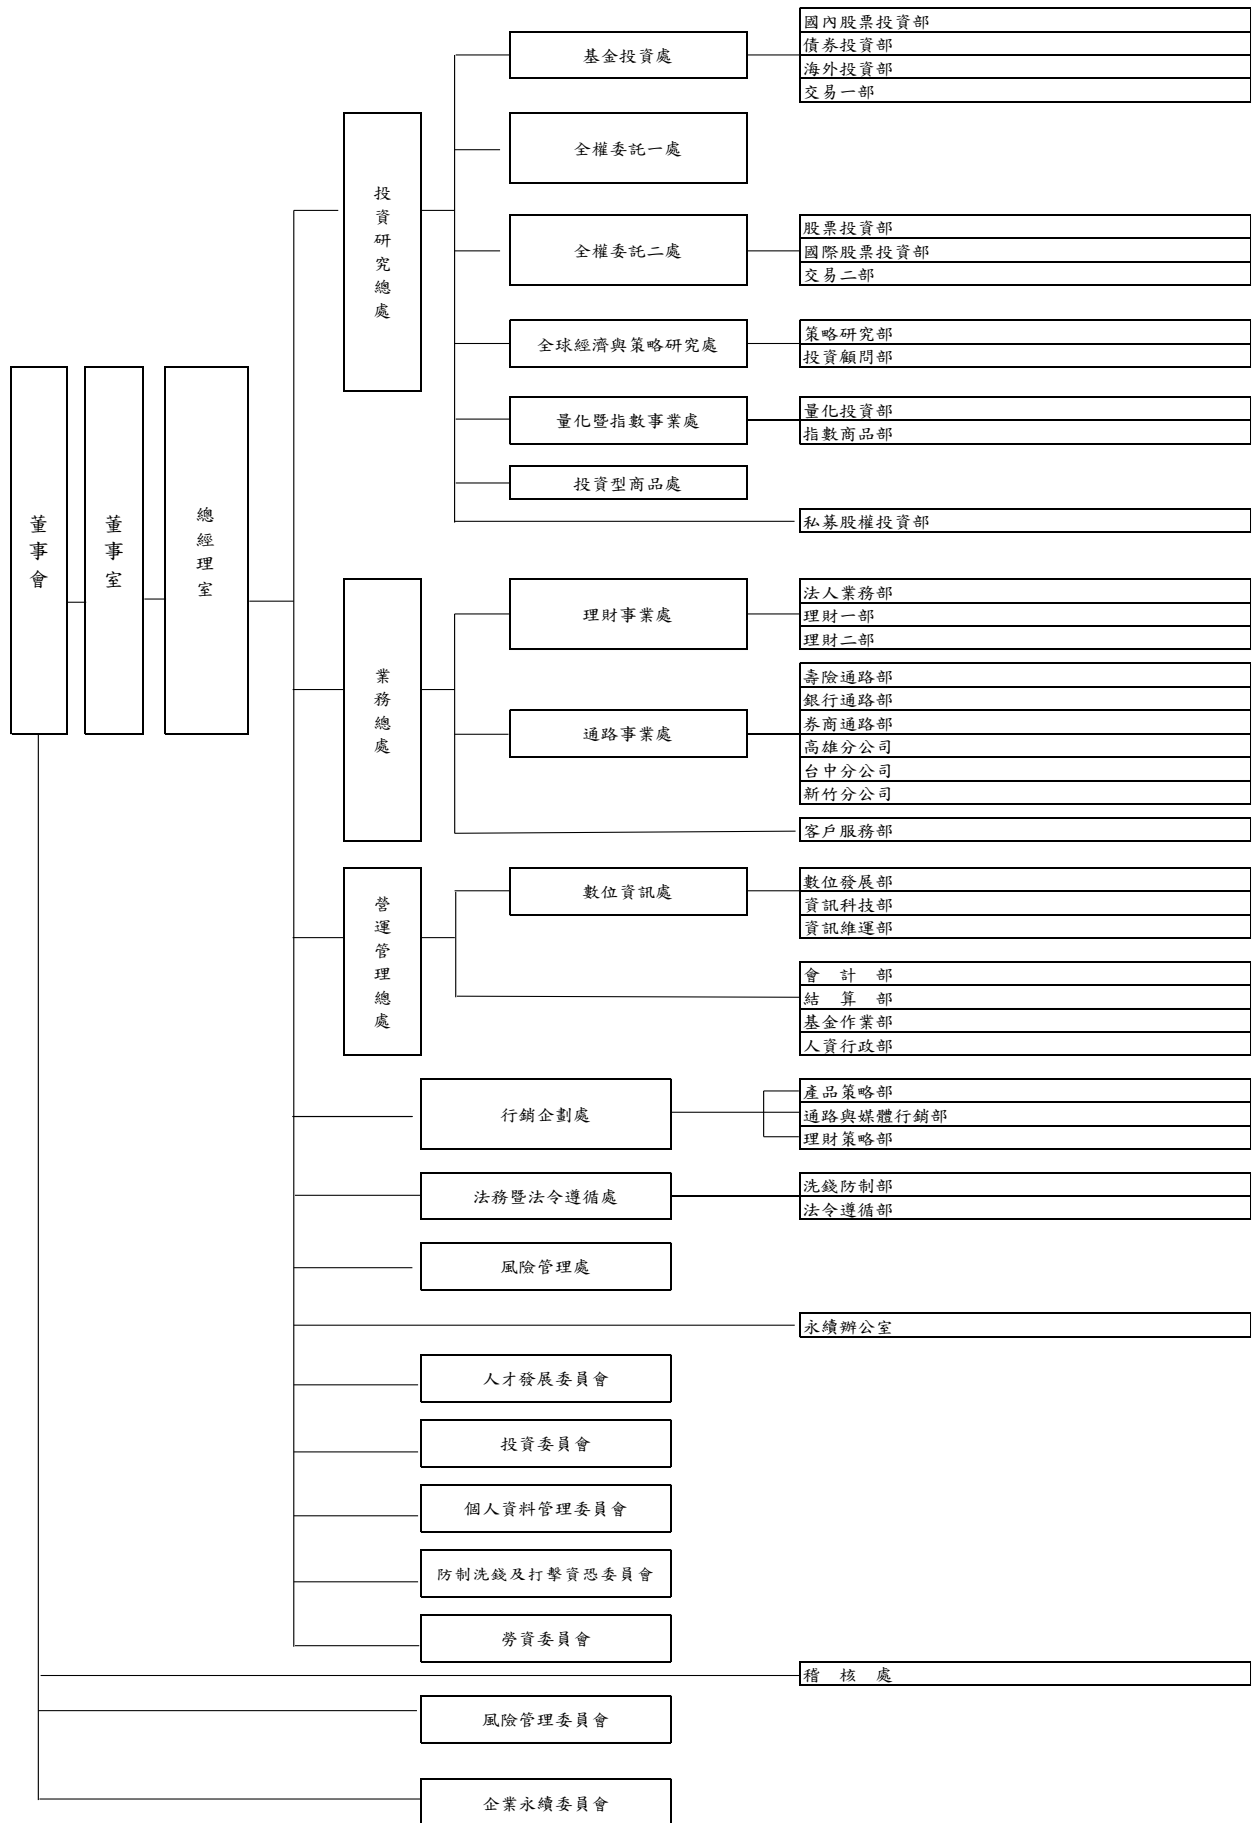 董事會
董事室
總經理室
投資研究總處
基金投資處
國內股票投資部
債券投資部
海外投資部
交易一部
全權委託一處
全權委託二處
股票投資部
國際股票投資部
交易二部
全球經濟與策略研究處
策略研究部
投資顧問部
量化暨指數事業處
量化投資部
指數商品部
投資型商品處
私募股權投資部
業務總處
理財事業處
法人業務部
理財一部
理財二部
通路事業處
壽險通路部
銀行通路部
券商通路部
高雄分公司
台中分公司
新竹分公司
客戶服務部
營運管理總處
數位資訊處
數位發展部
資訊科技部
資訊維運部
會 計 部
結 算 部
基金作業部
人資行政部
行銷企劃處
產品策略部
通路與媒體行銷部
理財策略部
法務暨法令遵循處
洗錢防制部
法令遵循部
風險管理處
永續辦公室
人才發展委員會
投資委員會
個人資料管理委員會
防制洗錢及打擊資恐委員會
勞資委員會
稽 核 處
風險管理委員會
企業永續委員會